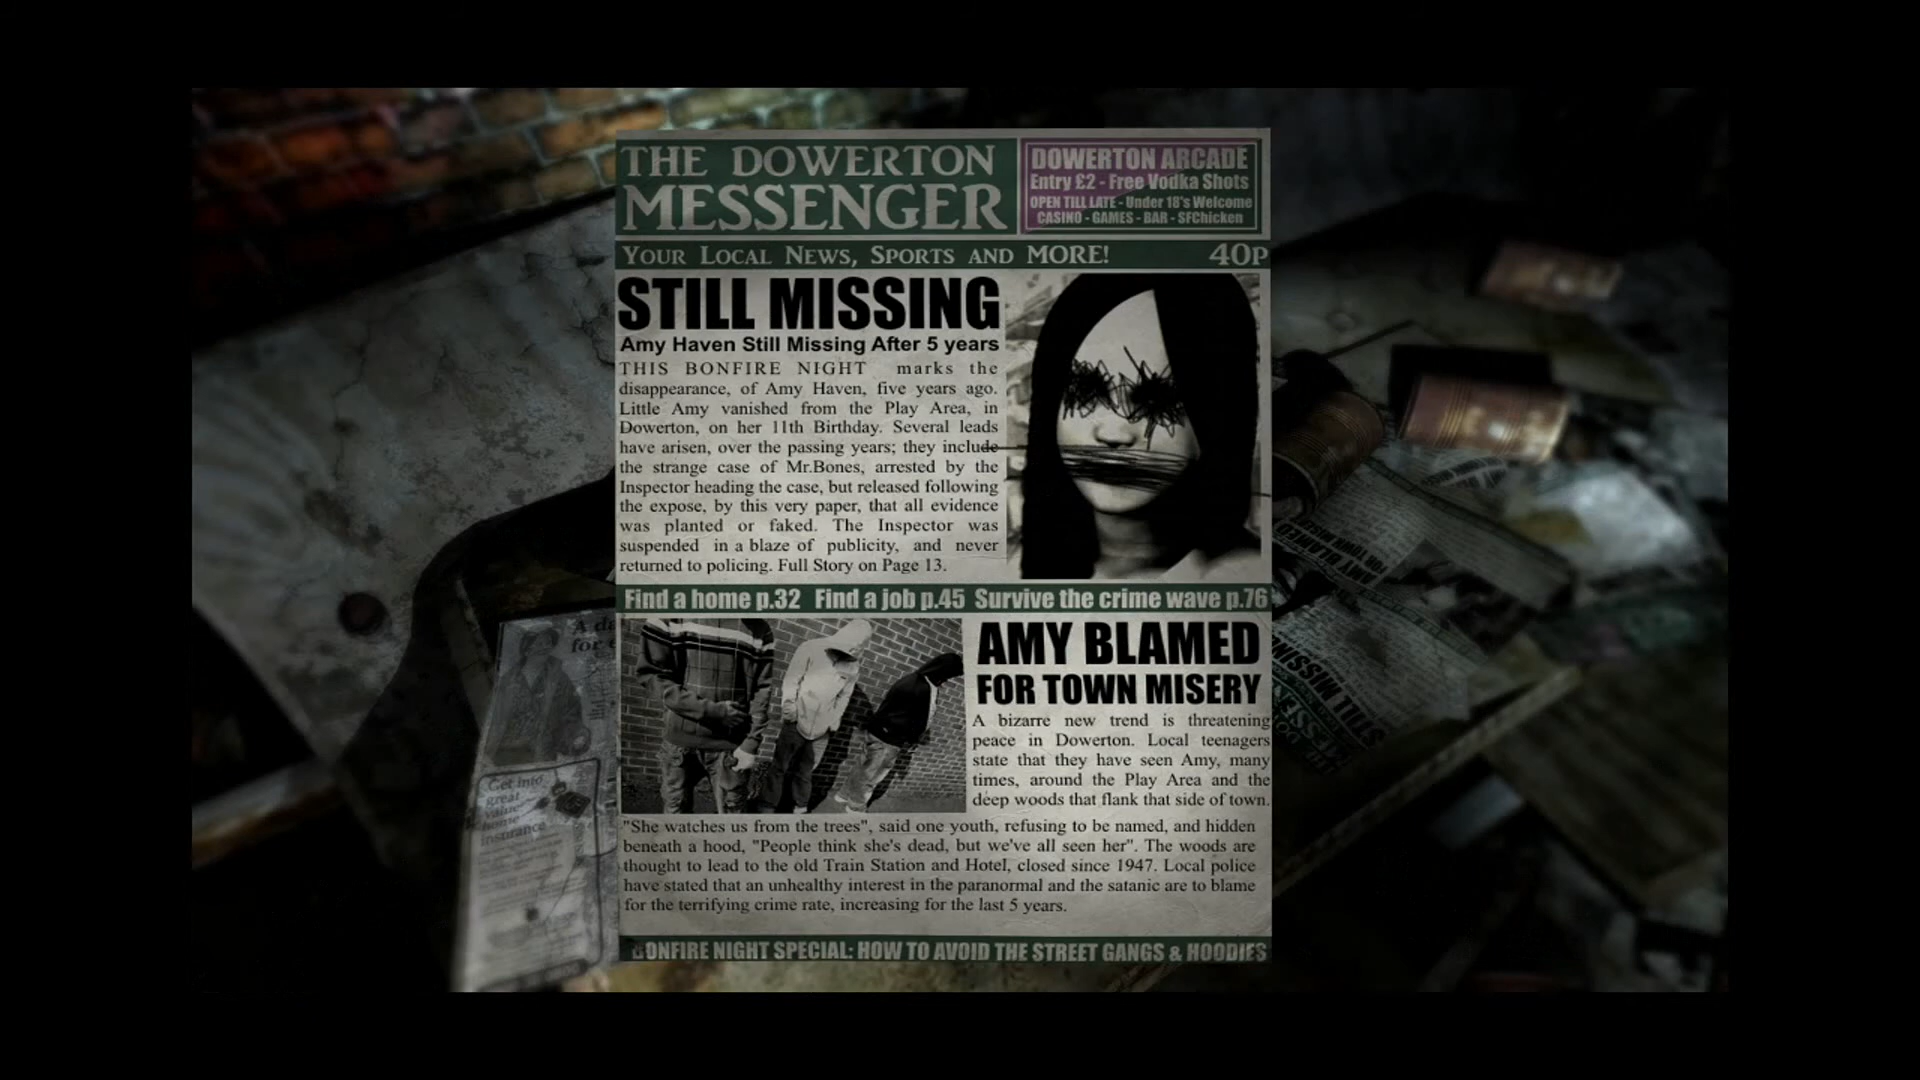 THE DOWERTON
MESSENGER
DOWERTON ARCADE
Entry £2 - Free Vodka Shots
OPEN TILL LATE - Under 18's Welcome
CASINO - GAMES - BAR - SFChicken
YOUR LOCAL NEWS, SPORTS AND MORE! 40P
STILL MISSING
Amy Haven Still Missing After 5 years
THIS BONFIRE NIGHT marks the
disappearance, of Amy Haven, five years ago.
Little Amy vanished from the Play Area, in
Dowerton, on her 11th Birthday. Several leads
have arisen, over the passing years; they include
the strange case of Mr.Bones, arrested by the
Inspector heading the case, but released following
the expose, by this very paper, that all evidence
was planted or faked. The Inspector was
suspended in a blaze of publicity, and never
returned to policing. Full Story on Page 13.
Find a home p.32 Find a job p.45 Survive the crime wave p.76
AMY BLAMED
FOR TOWN MISERY
A bizarre new trend is threatening
peace in Dowerton. Local teenagers
state that they have seen Amy, many
times, around the Play Area and the
deep woods that flank that side of town.
"She watches us from the trees", said one youth, refusing to be named, and hidden
beneath a hood, "People think she's dead, but we've all seen her". The woods are
thought to lead to the old Train Station and Hotel, closed since 1947. Local police
have stated that an unhealthy interest in the paranormal and the satanic are to blame
for the terrifying crime rate, increasing for the last 5 years.
BONFIRE NIGHT SPECIAL: HOW TO AVOID THE STREET GANGS & HOODIES
Get into
great
value
home
insurance
AMY BLAMED
FOR TOWN MISERY
STILL MISSING